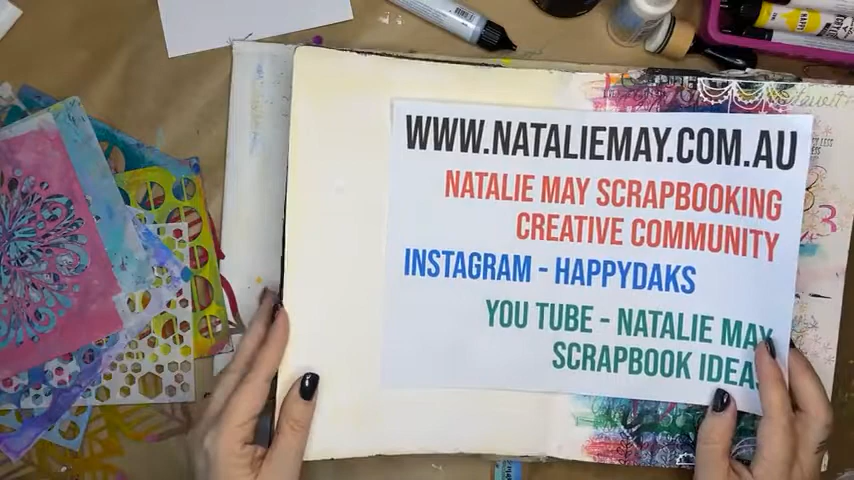 WWW.NATALIEMAY.COM.AU
NATALIE MAY SCRAPBOOKING
CREATIVE COMMUNITY
INSTAGRAM - HAPPYDAKS
YOU TUBE - NATALIE MAY
SCRAPBOOK IDEAS